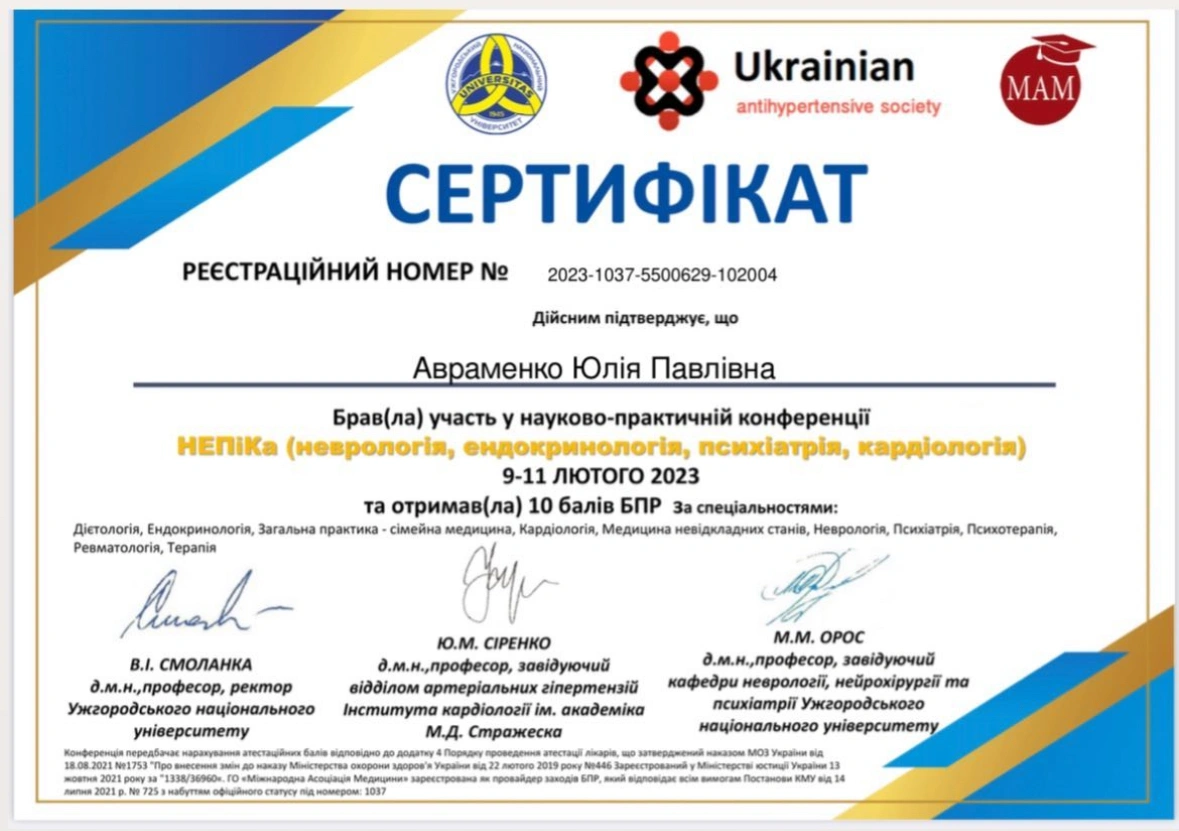 УЖГОРОДСЬКИЙ НАЦІОНАЛЬНИЙ
UNIVERSITAS
1945
УНІВЕРСИТЕТ
Ukrainian
antihypertensive society
МАМ
СЕРТИФІКАТ
РЕЄСТРАЦІЙНИЙ НОМЕР № 2023-1037-5500629-102004
Дійсним підтверджує, що
Авраменко Юлія Павлівна
Брав(ла) участь у науково-практичній конференції
НЕПіКа (неврологія, ендокринологія, психіатрія, кардіологія)
9-11 ЛЮТОГО 2023
та отримав(ла) 10 балів БПР За спеціальностями:
Дієтологія, Ендокринологія, Загальна практика - сімейна медицина, Кардіологія, Медицина невідкладних станів, Неврологія, Психіатрія, Психотерапія,
Ревматологія, Терапія
В.І. СМОЛАНКА
д.м.н.,професор, ректор
Ужгородського національного
університету
Ю.М. СІРЕНКО
д.м.н.,професор, завідуючий
відділом артеріальних гіпертензій
Інститута кардіології ім. академіка
М.Д. Стражеска
М.М. ОРОС
д.м.н.,професор, завідуючий
кафедри неврології, нейрохірургії та
психіатрії Ужгородського
національного університету
Конференція передбачає нарахування атестаційних балів відповідно до додатку 4 Порядку проведення атестації лікарів, що затверджений наказом МОЗ України від
18.08.2021 №1753 "Про внесення змін до наказу Міністерства охорони здоров'я України від 22 лютого 2019 року №446 Зареєстрований у Міністерстві юстиції України 13
жовтня 2021 року за "1338/36960«. ГО «Міжнародна Асоціація Медицини» зареєстрована як провайдер заходів БПР, який відповідає всім вимогам Постанови КМУ від 14
липня 2021 р. № 725 з набуттям офіційного статусу під номером: 1037